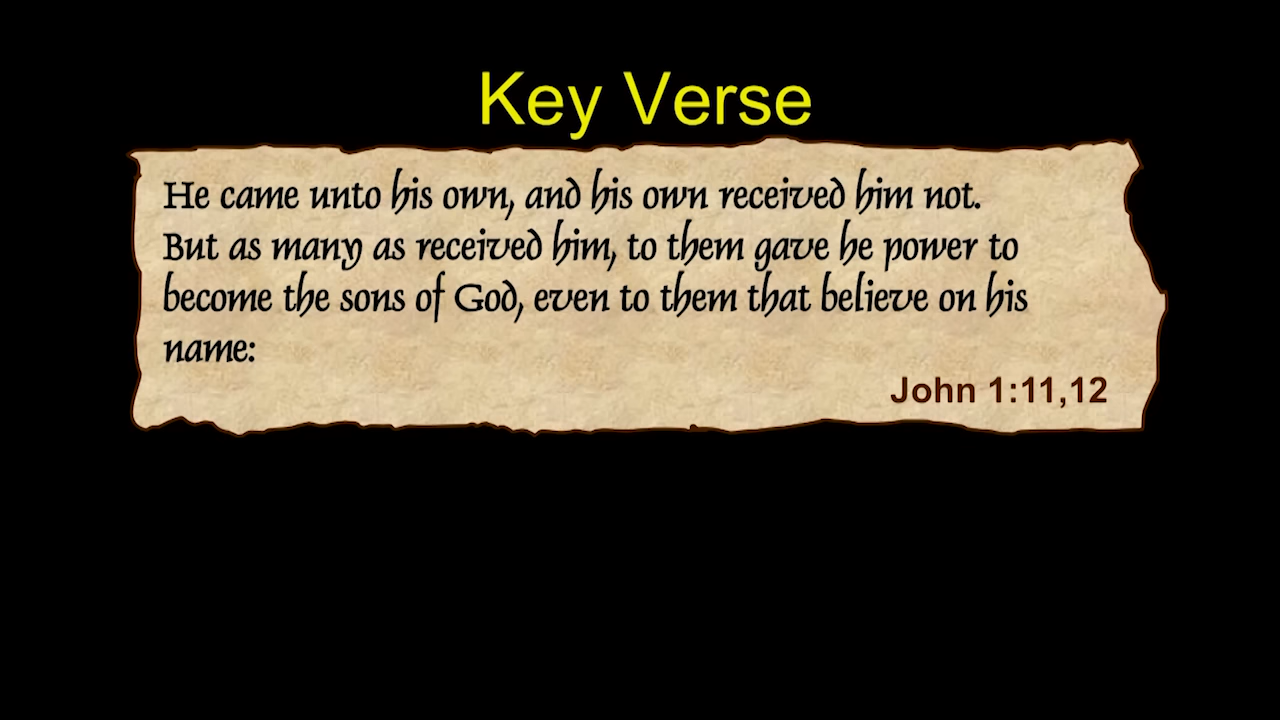 Key Verse
He came unto his own, and his own received him not.
But as many as received him, to them gave he power to
become the sons of God, even to them that believe on his
name:
John 1:11,12